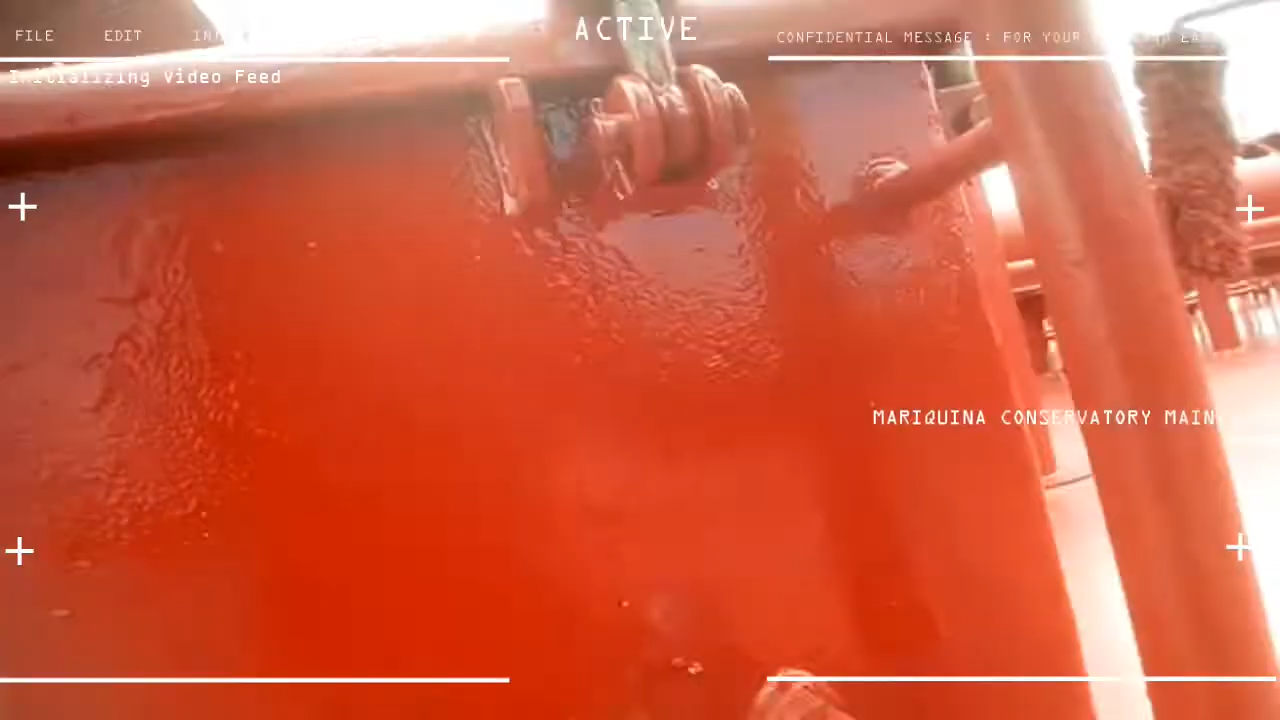 FILE EDIT
ACTIVE
CONFIDENTIAL MESSAGE : FOR YOUR
Initializing Video Feed
MARIQUINA CONSERVATORY MAIN